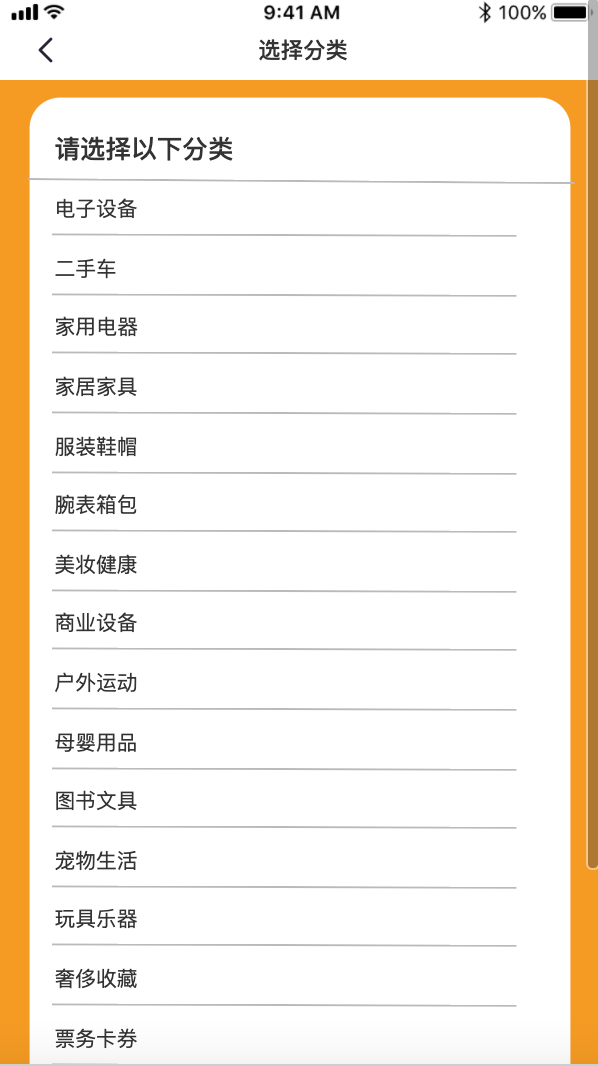 9:41 AM
100%
选择分类
请选择以下分类
电子设备
二手车
家用电器
家居家具
服装鞋帽
腕表箱包
美妆健康
商业设备
户外运动
母婴用品
图书文具
宠物生活
玩具乐器
奢侈收藏
票务卡券